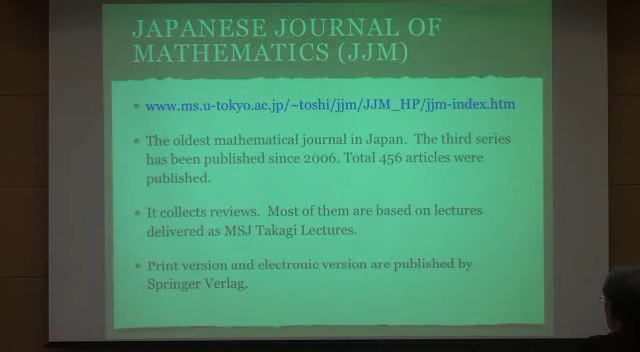 JAPANESE JOURNAL OF
MATHEMATICS (JJM)
www.ms.u-tokyo.ac.jp/~toshi/jjm/JJM_HP/jjm-index.htm
The oldest mathematical journal in Japan. The third series
has been published since 2006. Total 456 articles were
published.
It collects reviews. Most of them are based on lectures
delivered as MSJ Takagi Lectures.
Print version and electronic version are published by
Springer Verlag.